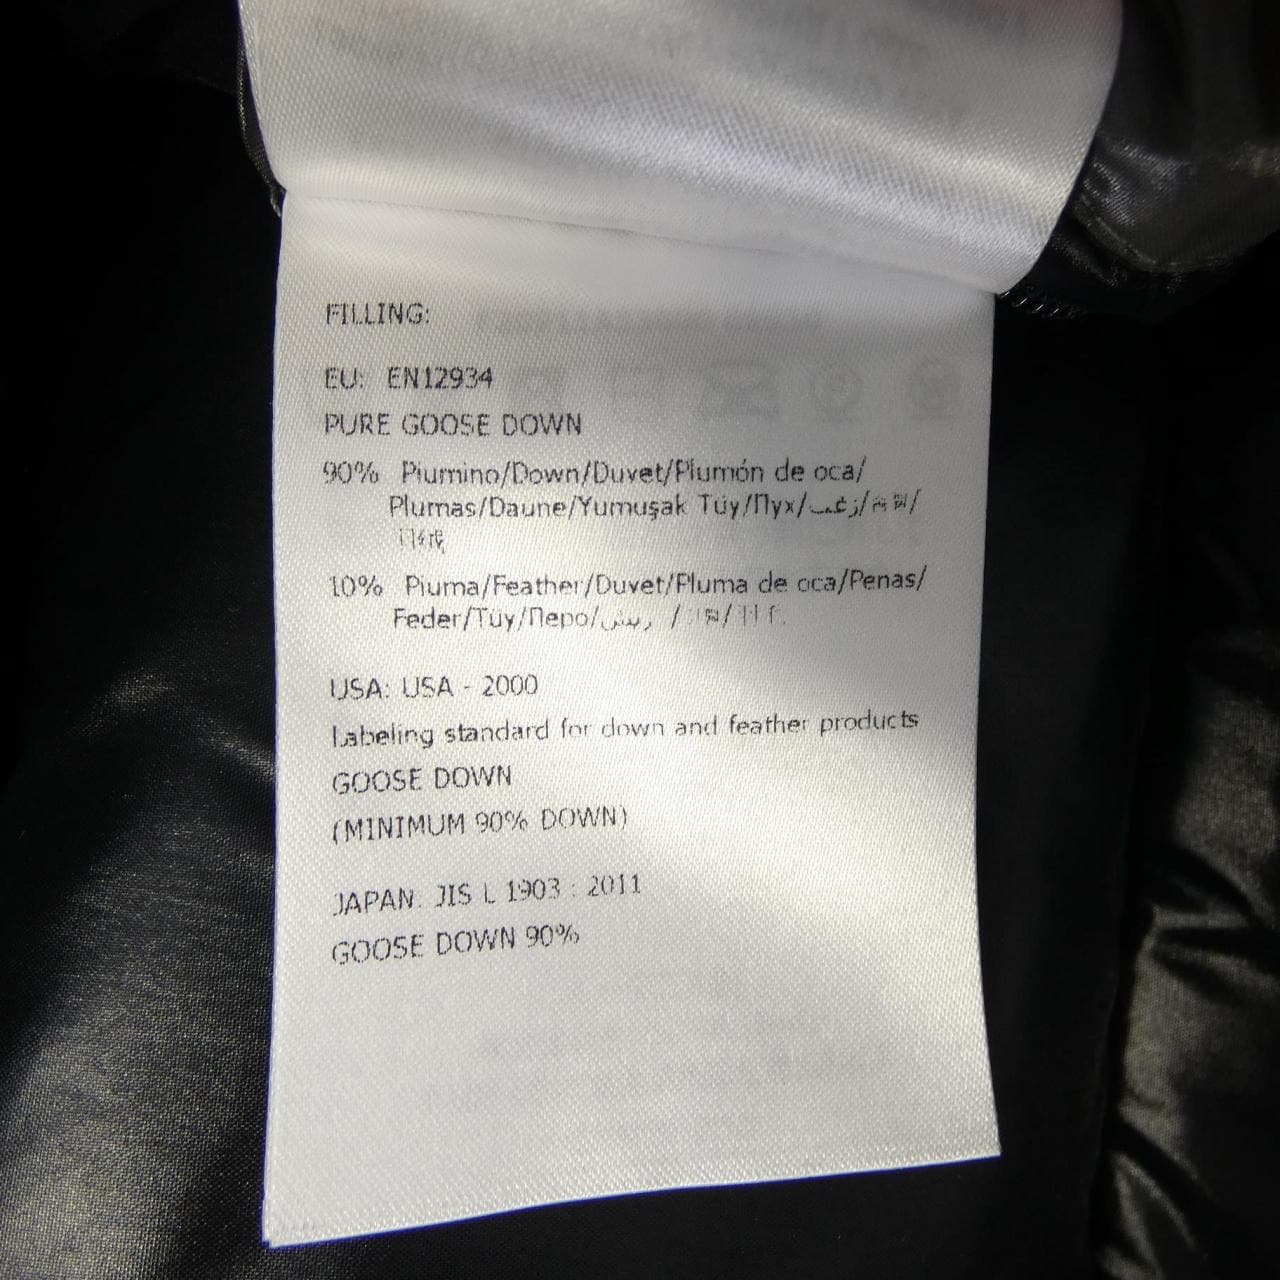 FILLING:
EU: EN12934
PURE GOOSE DOWN
90% Piumino/Down/Duvet/Plumón de oca/
Plumas/Daune/Yumuşak Tüy/Пух/زغب/
10% Piuma/Feather/Duvet/Pluma de oca/Penas/
Feder/Tüy/Перо/ريش /
USA: USA - 2000
Labeling standard for down and feather products
GOOSE DOWN
(MINIMUM 90% DOWN)
JAPAN. JIS L 1903 : 2011
GOOSE DOWN 90%